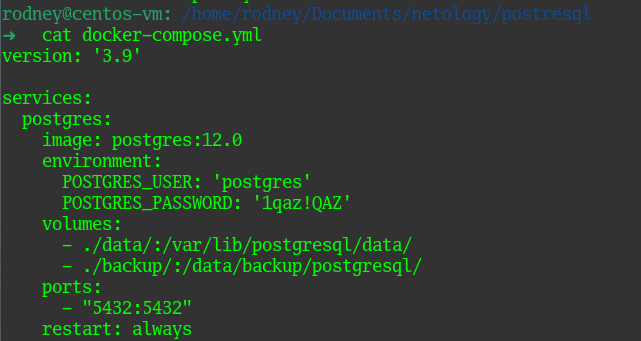 rodney@centos-vm: /home/rodney/Documents/netology/postresql
➜ cat docker-compose.yml
version: '3.9'

services:
  postgres:
    image: postgres:12.0
    environment:
      POSTGRES_USER: 'postgres'
      POSTGRES_PASSWORD: '1qaz!QAZ'
    volumes:
      - ./data/:/var/lib/postgresql/data/
      - ./backup/:/data/backup/postgresql/
    ports:
      - "5432:5432"
    restart: always